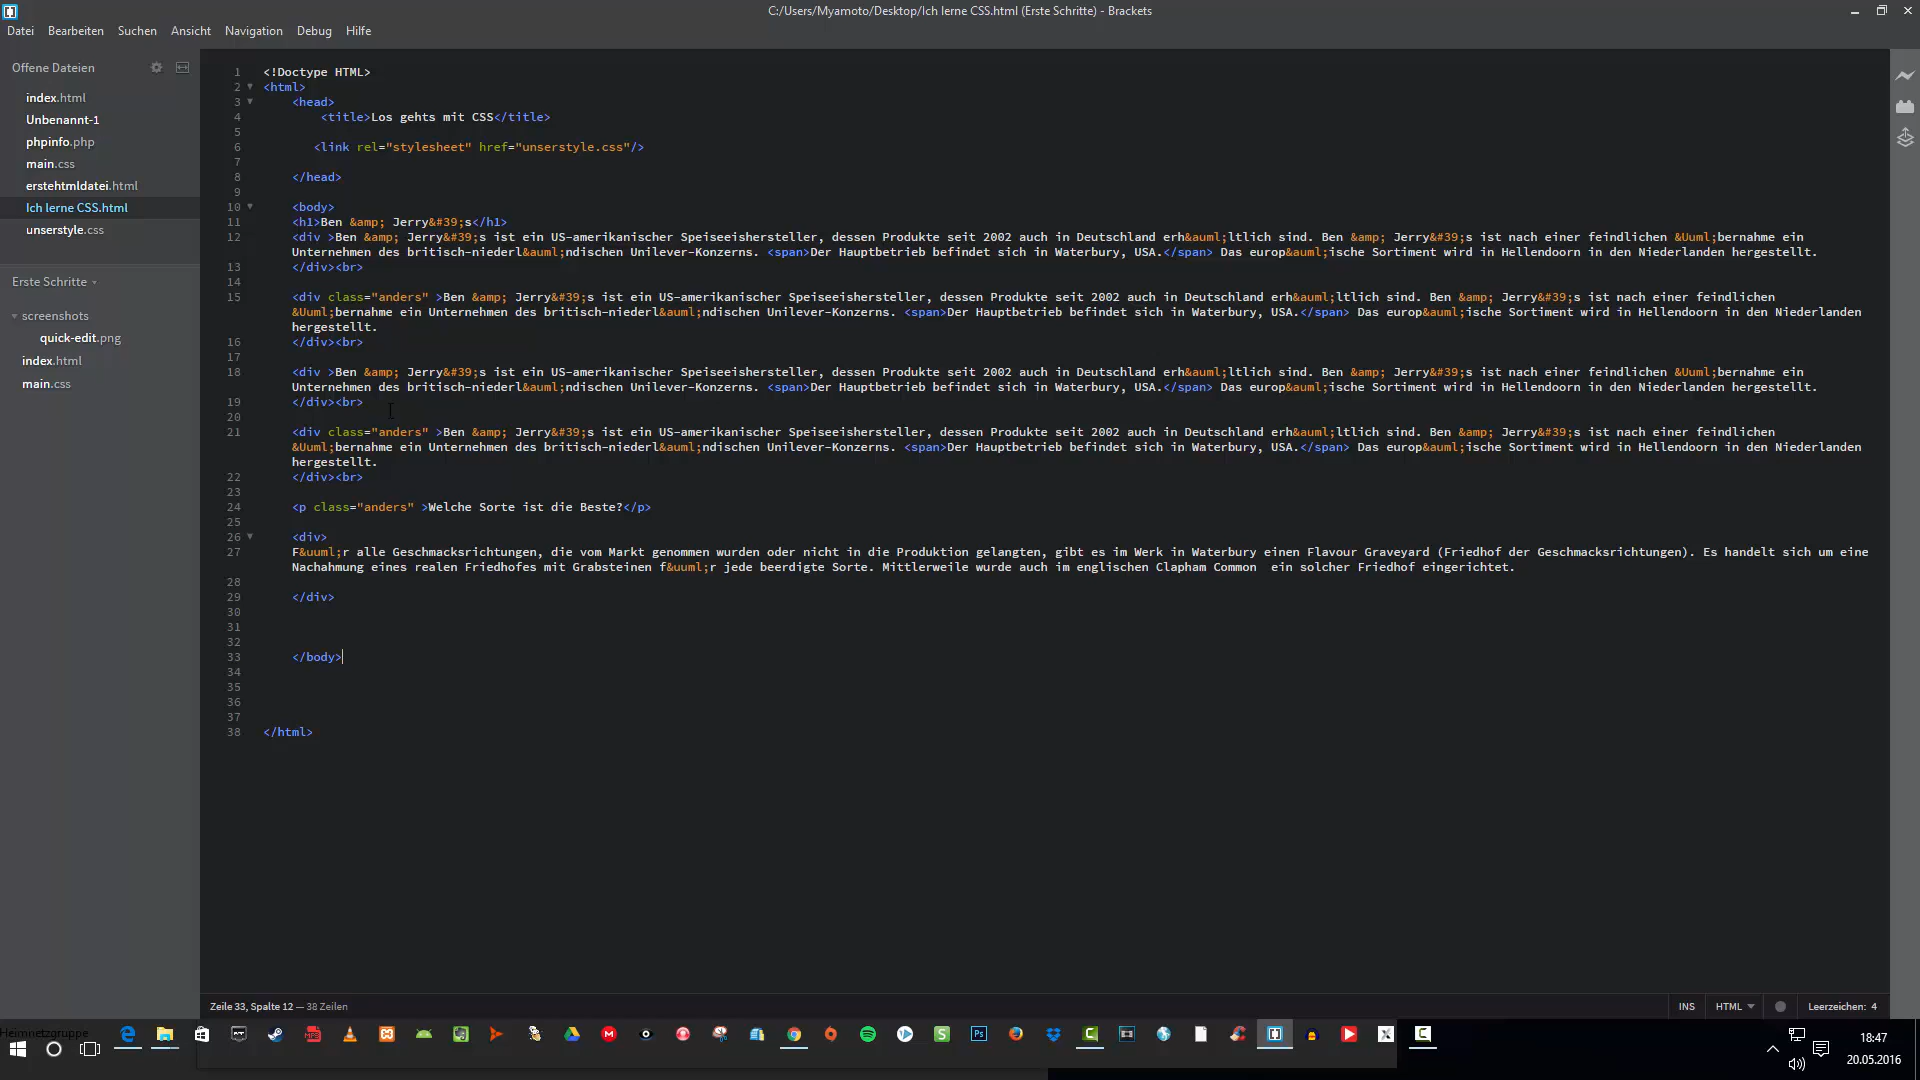 C:/Users/Myamoto/Desktop/Ich lerne CSS.html (Erste Schritte) - Brackets
Datei Bearbeiten Suchen Ansicht Navigation Debug Hilfe
Offene Dateien
index.html
Unbenannt-1
phpinfo.php
main.css
erstehtmldatei.html
Ich lerne CSS.html
unserstyle.css
Erste Schritte
screenshots
quick-edit.png
index.html
main.css
1 <!Doctype HTML>
2 <html>
3 <head>
4 <title>Los gehts mit CSS</title>
5
6 <link rel="stylesheet" href="unserstyle.css"/>
7
8 </head>
9
10 <body>
11 <h1>Ben &amp; Jerry&#39;s</h1>
12 <div >Ben &amp; Jerry&#39;s ist ein US-amerikanischer Speiseeishersteller, dessen Produkte seit 2002 auch in Deutschland erh&auml;ltlich sind. Ben &amp; Jerry&#39;s ist nach einer feindlichen &Uuml;bernahme ein
Unternehmen des britisch-niederl&auml;ndischen Unilever-Konzerns. <span>Der Hauptbetrieb befindet sich in Waterbury, USA.</span> Das europ&auml;ische Sortiment wird in Hellendoorn in den Niederlanden hergestellt.
13 </div><br>
14
15 <div class="anders" >Ben &amp; Jerry&#39;s ist ein US-amerikanischer Speiseeishersteller, dessen Produkte seit 2002 auch in Deutschland erh&auml;ltlich sind. Ben &amp; Jerry&#39;s ist nach einer feindlichen
&Uuml;bernahme ein Unternehmen des britisch-niederl&auml;ndischen Unilever-Konzerns. <span>Der Hauptbetrieb befindet sich in Waterbury, USA.</span> Das europ&auml;ische Sortiment wird in Hellendoorn in den Niederlanden
hergestellt.
16 </div><br>
17
18 <div >Ben &amp; Jerry&#39;s ist ein US-amerikanischer Speiseeishersteller, dessen Produkte seit 2002 auch in Deutschland erh&auml;ltlich sind. Ben &amp; Jerry&#39;s ist nach einer feindlichen &Uuml;bernahme ein
Unternehmen des britisch-niederl&auml;ndischen Unilever-Konzerns. <span>Der Hauptbetrieb befindet sich in Waterbury, USA.</span> Das europ&auml;ische Sortiment wird in Hellendoorn in den Niederlanden hergestellt.
19 </div><br>
20
21 <div class="anders" >Ben &amp; Jerry&#39;s ist ein US-amerikanischer Speiseeishersteller, dessen Produkte seit 2002 auch in Deutschland erh&auml;ltlich sind. Ben &amp; Jerry&#39;s ist nach einer feindlichen
&Uuml;bernahme ein Unternehmen des britisch-niederl&auml;ndischen Unilever-Konzerns. <span>Der Hauptbetrieb befindet sich in Waterbury, USA.</span> Das europ&auml;ische Sortiment wird in Hellendoorn in den Niederlanden
hergestellt.
22 </div><br>
23
24 <p class="anders" >Welche Sorte ist die Beste?</p>
25
26 <div>
27 F&uuml;r alle Geschmacksrichtungen, die vom Markt genommen wurden oder nicht in die Produktion gelangten, gibt es im Werk in Waterbury einen Flavour Graveyard (Friedhof der Geschmacksrichtungen). Es handelt sich um eine
Nachahmung eines realen Friedhofes mit Grabsteinen f&uuml;r jede beerdigte Sorte. Mittlerweile wurde auch im englischen Clapham Common  ein solcher Friedhof eingerichtet.
28
29 </div>
30
31
32
33 </body>
34
35
36
37
38 </html>
Zeile 33, Spalte 12 — 38 Zeilen
INS HTML Leerzeichen: 4
Heimnetzgruppe
18:47
20.05.2016